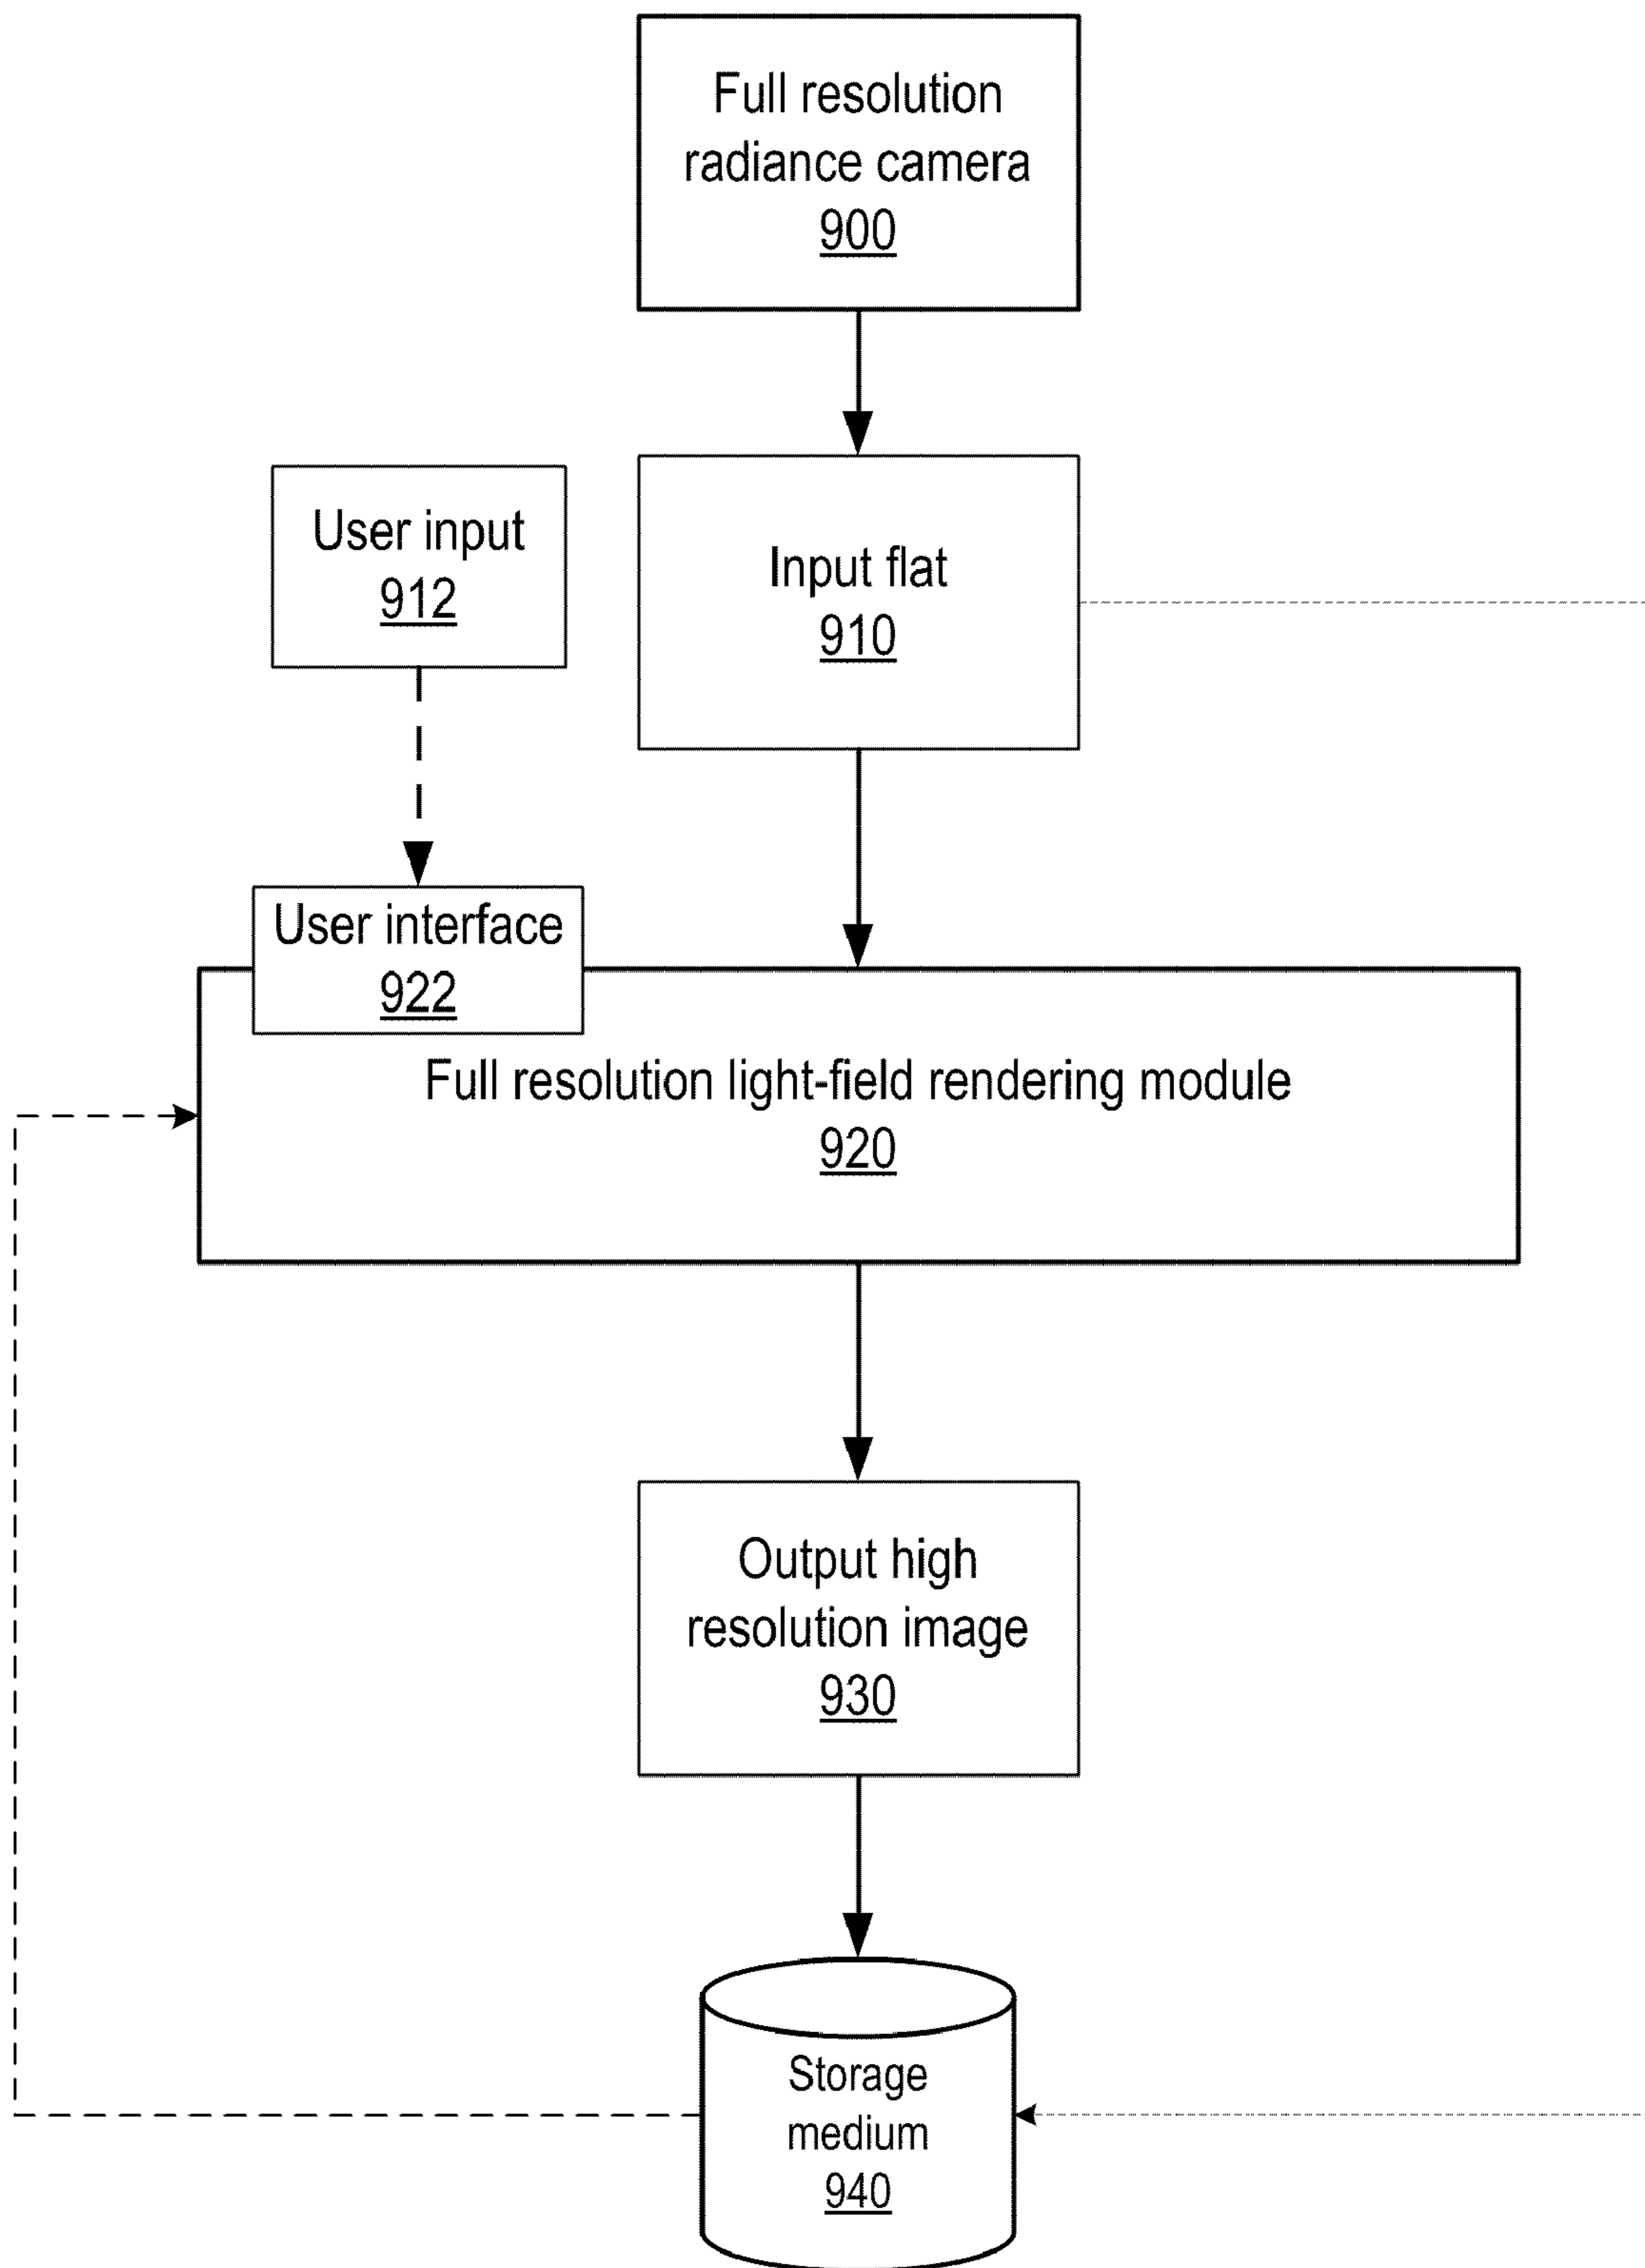 Full resolution
radiance camera
900
User input
912
Input flat
910
User interface
922
Full resolution light-field rendering module
920
Output high
resolution image
930
Storage
medium
940